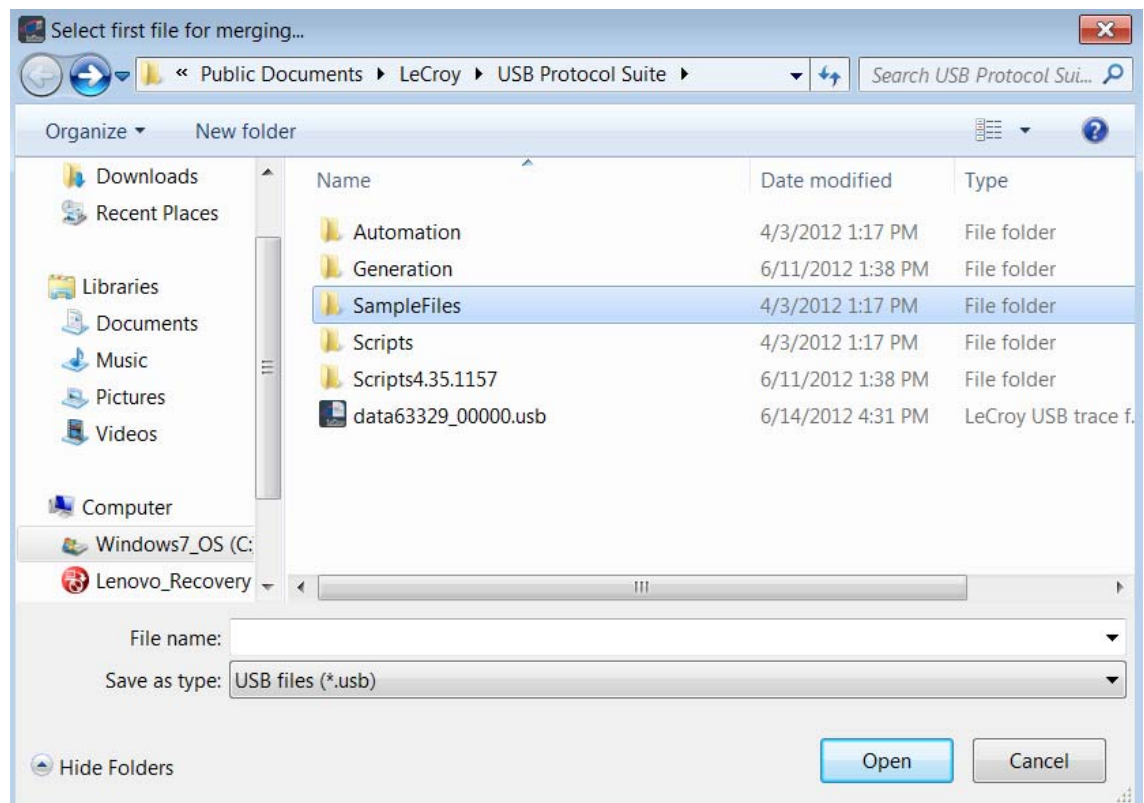 Select first file for merging...
« Public Documents ▸ LeCroy ▸ USB Protocol Suite ▸
Search USB Protocol Sui...
Organize
New folder
Downloads
Recent Places
Libraries
Documents
Music
Pictures
Videos
Computer
Windows7_OS (C:
Lenovo_Recovery
Name Date modified Type
Automation 4/3/2012 1:17 PM File folder
Generation 6/11/2012 1:38 PM File folder
SampleFiles 4/3/2012 1:17 PM File folder
Scripts 4/3/2012 1:17 PM File folder
Scripts4.35.1157 6/11/2012 1:38 PM File folder
data63329_00000.usb 6/14/2012 4:31 PM LeCroy USB trace f.
File name:
Save as type: USB files (*.usb)
Hide Folders
Open
Cancel